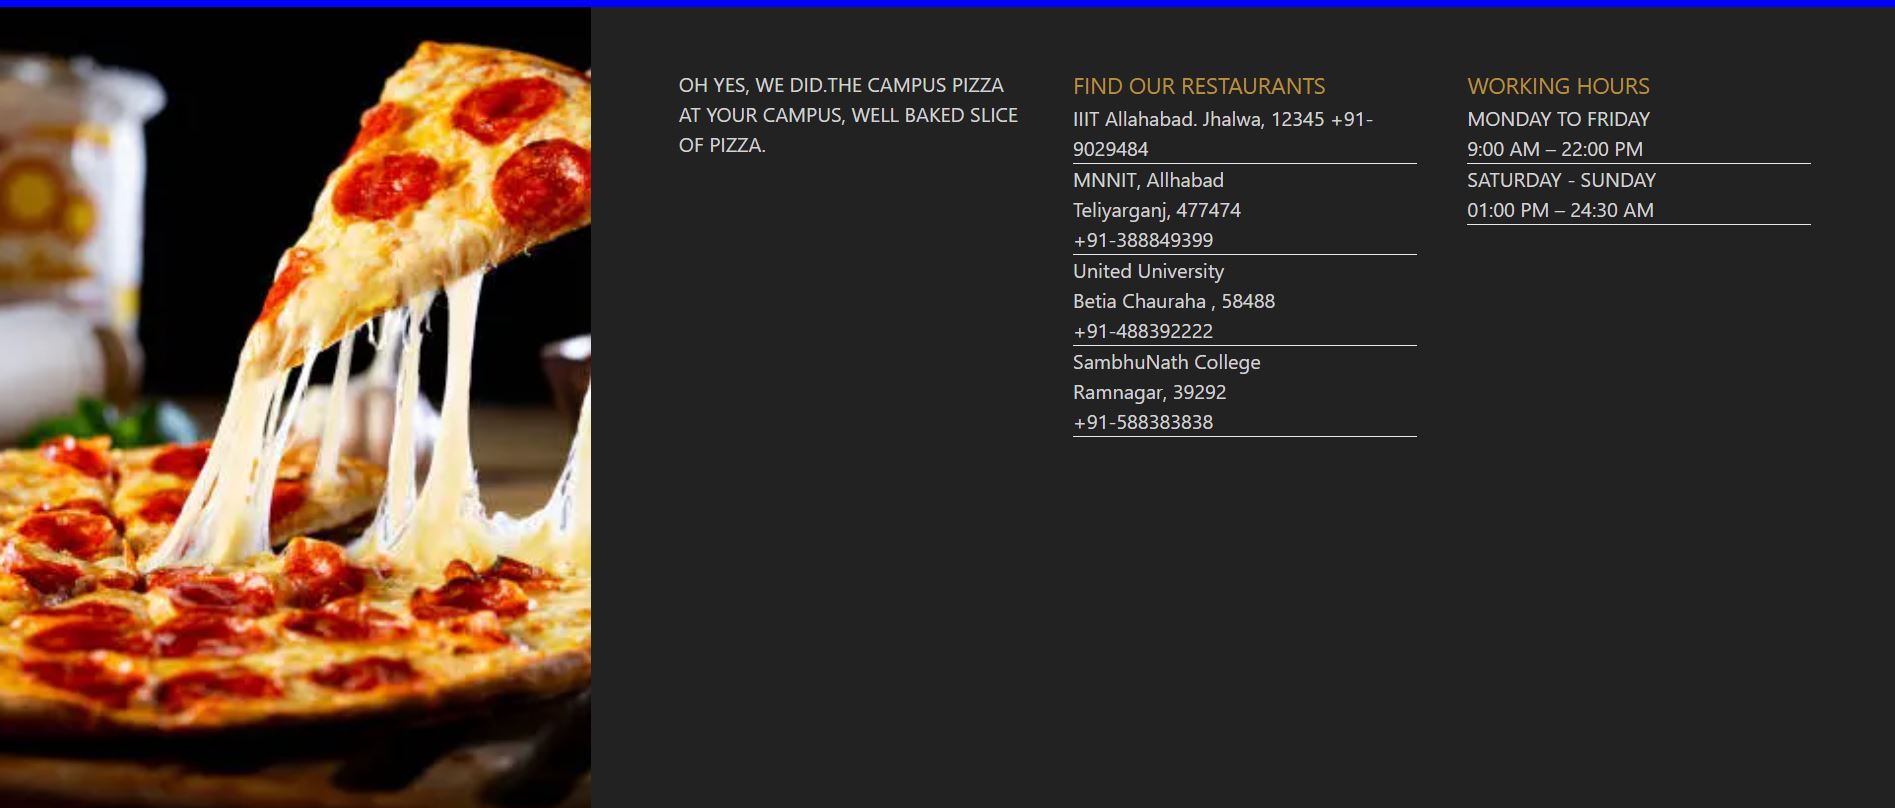 OH YES, WE DID.THE CAMPUS PIZZA
AT YOUR CAMPUS, WELL BAKED SLICE
OF PIZZA.
FIND OUR RESTAURANTS
IIIT Allahabad. Jhalwa, 12345 +91-
9029484
MNNIT, Allhabad
Teliyarganj, 477474
+91-388849399
United University
Betia Chauraha , 58488
+91-488392222
SambhuNath College
Ramnagar, 39292
+91-588383838
WORKING HOURS
MONDAY TO FRIDAY
9:00 AM – 22:00 PM
SATURDAY - SUNDAY
01:00 PM – 24:30 AM